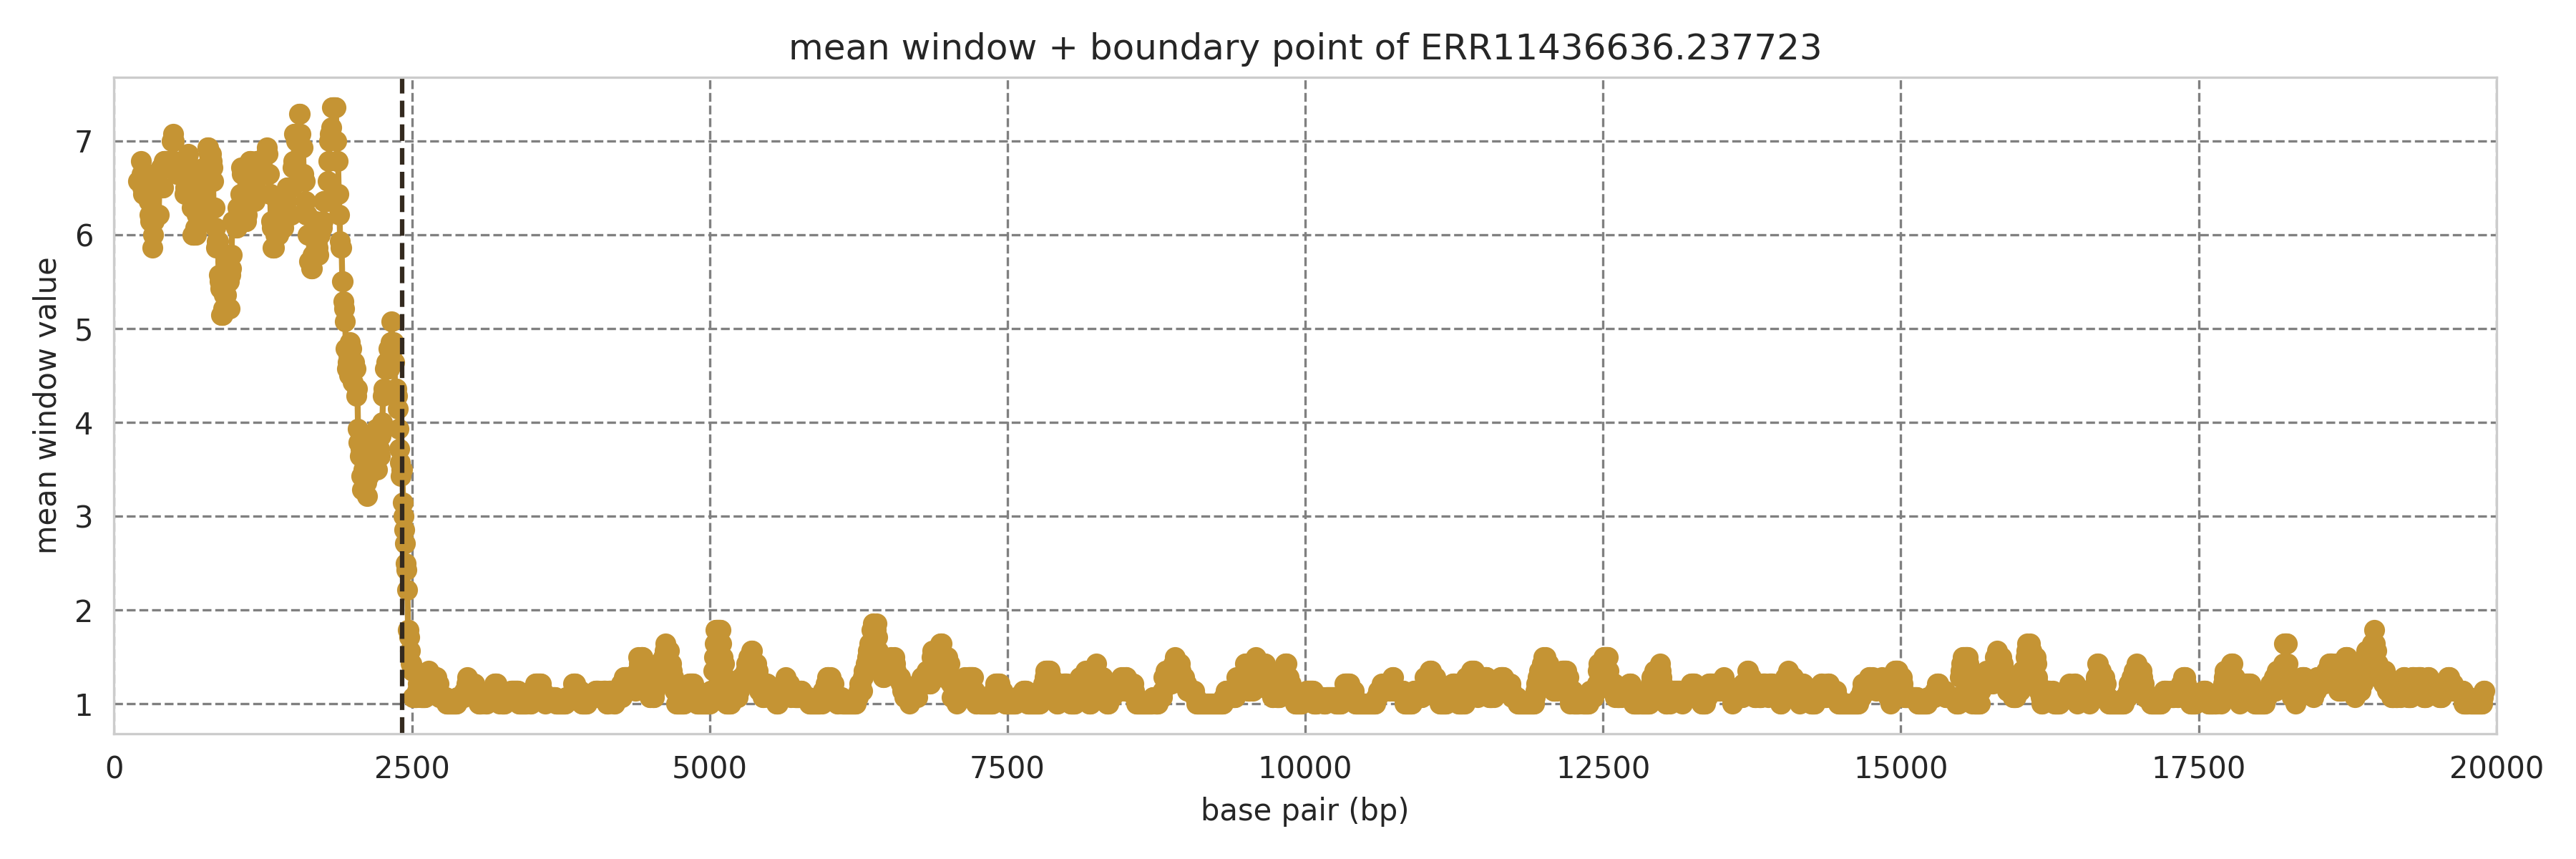 mean window + boundary point of ERR11436636.237723
mean window value
7
6
5
4
3
2
1
0 2500 5000 7500 10000 12500 15000 17500 20000
base pair (bp)